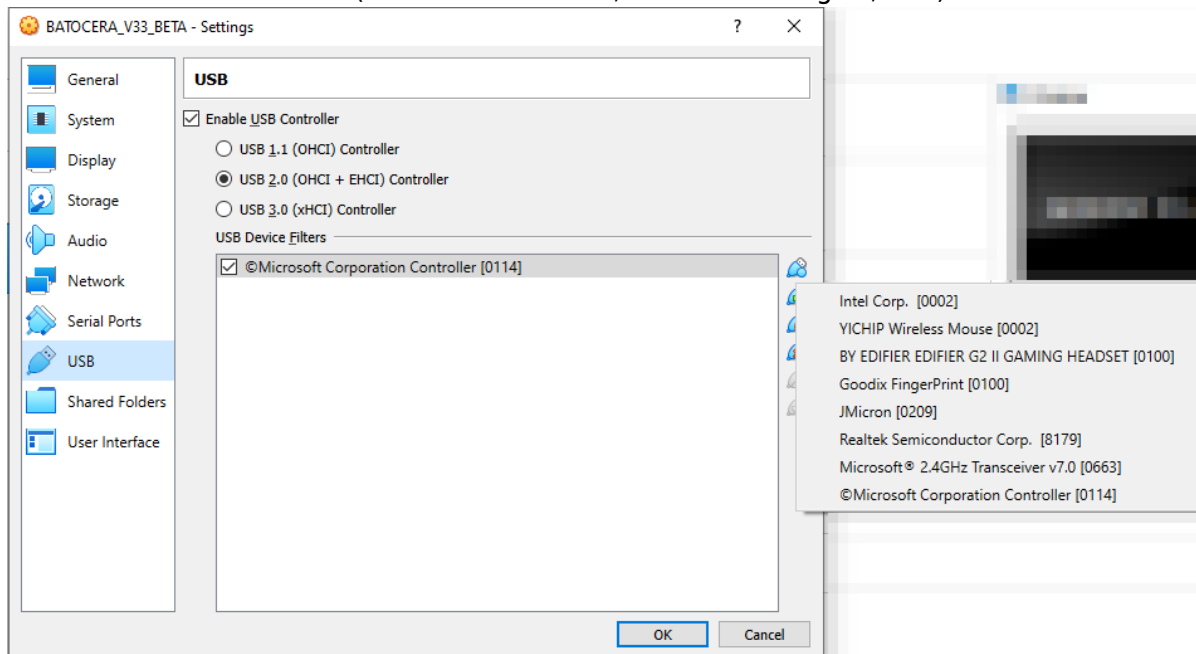 BATOCERA_V33_BETA - Settings
?
General
System
Display
Storage
Audio
Network
Serial Ports
USB
Shared Folders
User Interface
USB
Enable USB Controller
USB 1.1 (OHCI) Controller
USB 2.0 (OHCI + EHCI) Controller
USB 3.0 (xHCI) Controller
USB Device Filters
©Microsoft Corporation Controller [0114]
Intel Corp. [0002]
YICHIP Wireless Mouse [0002]
BY EDIFIER EDIFIER G2 II GAMING HEADSET [0100]
Goodix FingerPrint [0100]
JMicron [0209]
Realtek Semiconductor Corp. [8179]
Microsoft® 2.4GHz Transceiver v7.0 [0663]
©Microsoft Corporation Controller [0114]
OK
Cancel